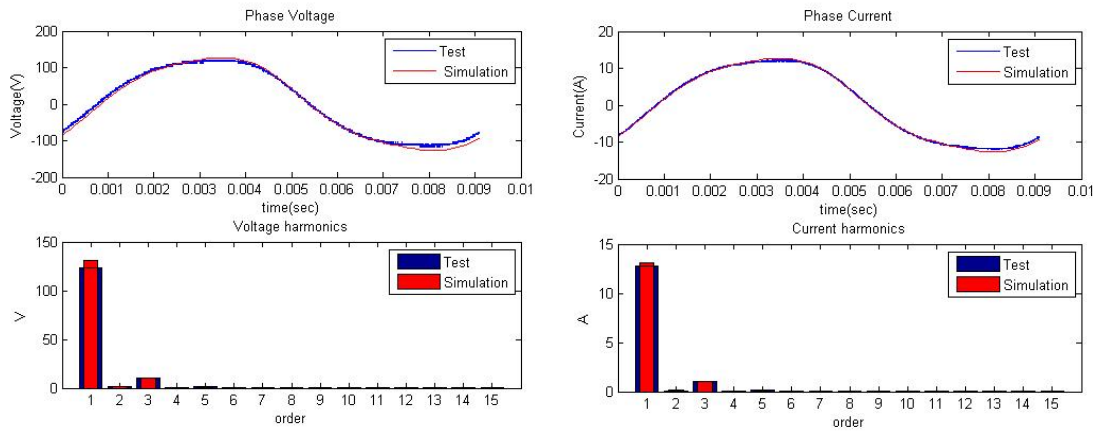 Phase Voltage
200
100
0
-100
-200
Voltage(V)
Test
Simulation
0 0.001 0.002 0.003 0.004 0.005 0.006 0.007 0.008 0.009 0.01
time(sec)
Phase Current
20
10
0
-10
-20
Current(A)
Test
Simulation
0 0.001 0.002 0.003 0.004 0.005 0.006 0.007 0.008 0.009 0.01
time(sec)
Voltage harmonics
150
100
50
0
V
Test
Simulation
1 2 3 4 5 6 7 8 9 10 11 12 13 14 15
order
Current harmonics
15
10
5
0
A
Test
Simulation
1 2 3 4 5 6 7 8 9 10 11 12 13 14 15
order